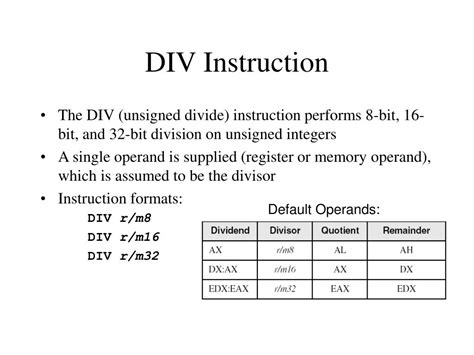 DIV Instruction
• The DIV (unsigned divide) instruction performs 8-bit, 16-
bit, and 32-bit division on unsigned integers
• A single operand is supplied (register or memory operand),
which is assumed to be the divisor
• Instruction formats:
DIV r/m8
DIV r/m16
DIV r/m32
Default Operands:
Dividend Divisor Quotient Remainder
AX r/m8 AL AH
DX:AX r/m16 AX DX
EDX:EAX r/m32 EAX EDX